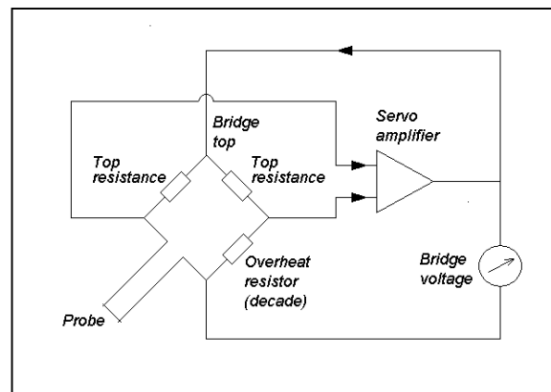 Servo
amplifier
Bridge
top
Top
resistance
Top
resistance
Overheat
resistor
(decade)
Bridge
voltage
Probe